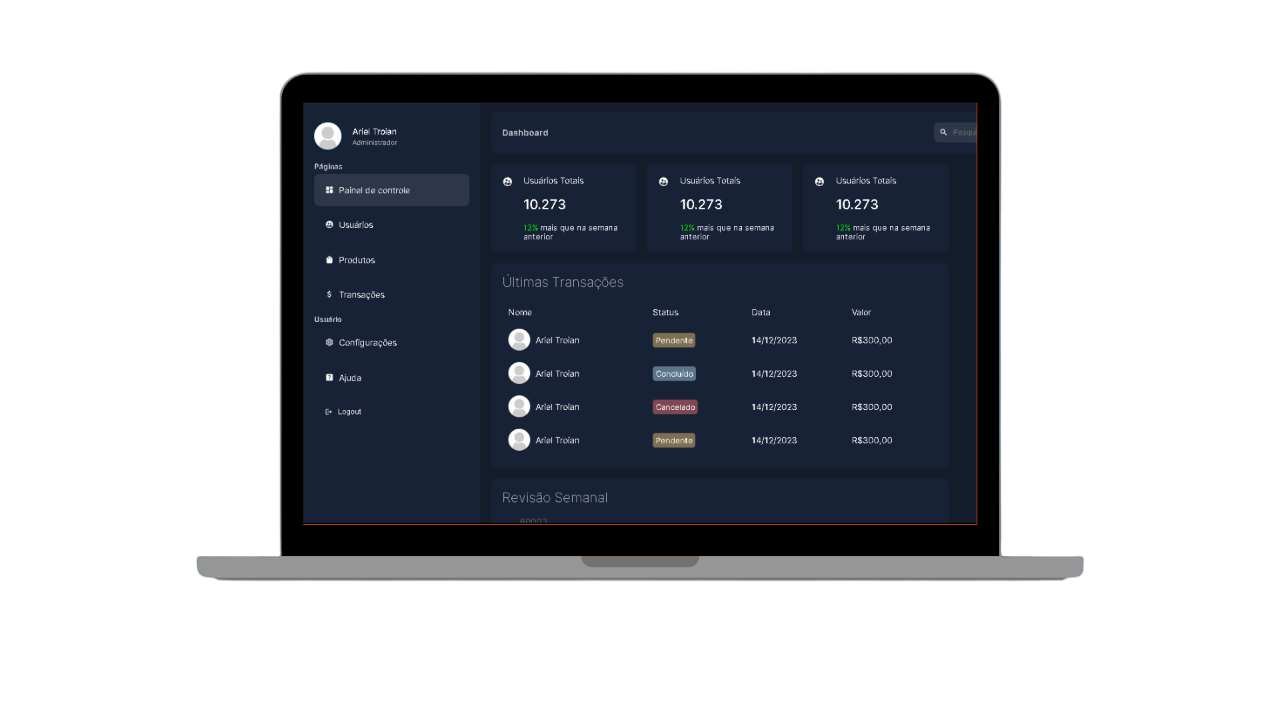 Ariel Troian
Administrador
Páginas
Painel de controle
Usuários
Produtos
Transações
Usuário
Configurações
Ajuda
Logout
Dashboard
Usuários Totais
10.273
12% mais que na semana
anterior
Usuários Totais
10.273
12% mais que na semana
anterior
Usuários Totais
10.273
12% mais que na semana
anterior
Últimas Transações
Nome Status Data Valor
Ariel Troian Pendente 14/12/2023 R$300,00
Ariel Troian Concluído 14/12/2023 R$300,00
Ariel Troian Cancelado 14/12/2023 R$300,00
Ariel Troian Pendente 14/12/2023 R$300,00
Revisão Semanal